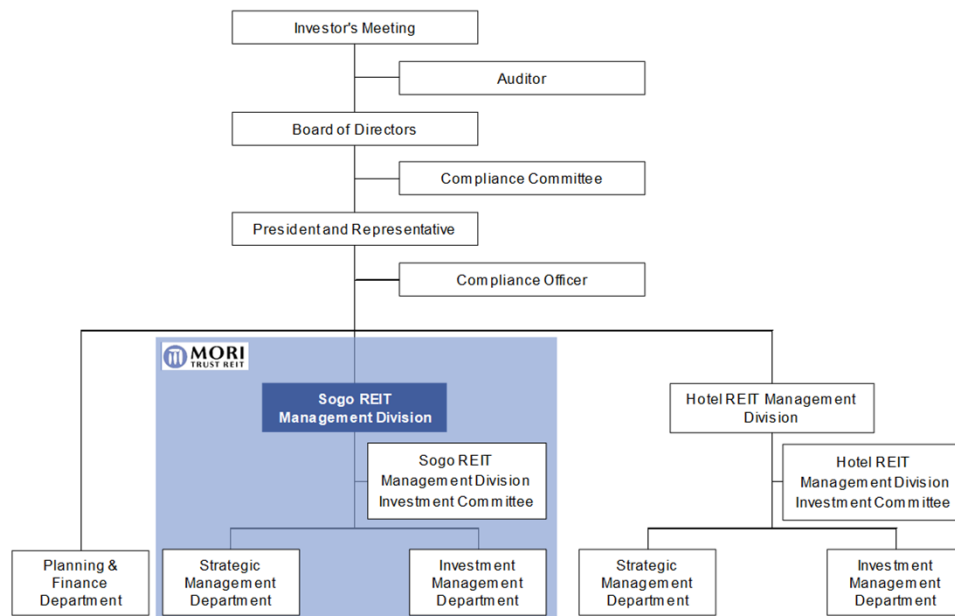 Investor's Meeting
Auditor
Board of Directors
Compliance Committee
President and Representative
Compliance Officer
MORI
TRUST REIT
Sogo REIT
Management Division
Hotel REIT Management
Division
Sogo REIT
Management Division
Investment Committee
Hotel REIT
Management Division
Investment Committee
Planning &
Finance
Department
Strategic
Management
Department
Investment
Management
Department
Strategic
Management
Department
Investment
Management
Department